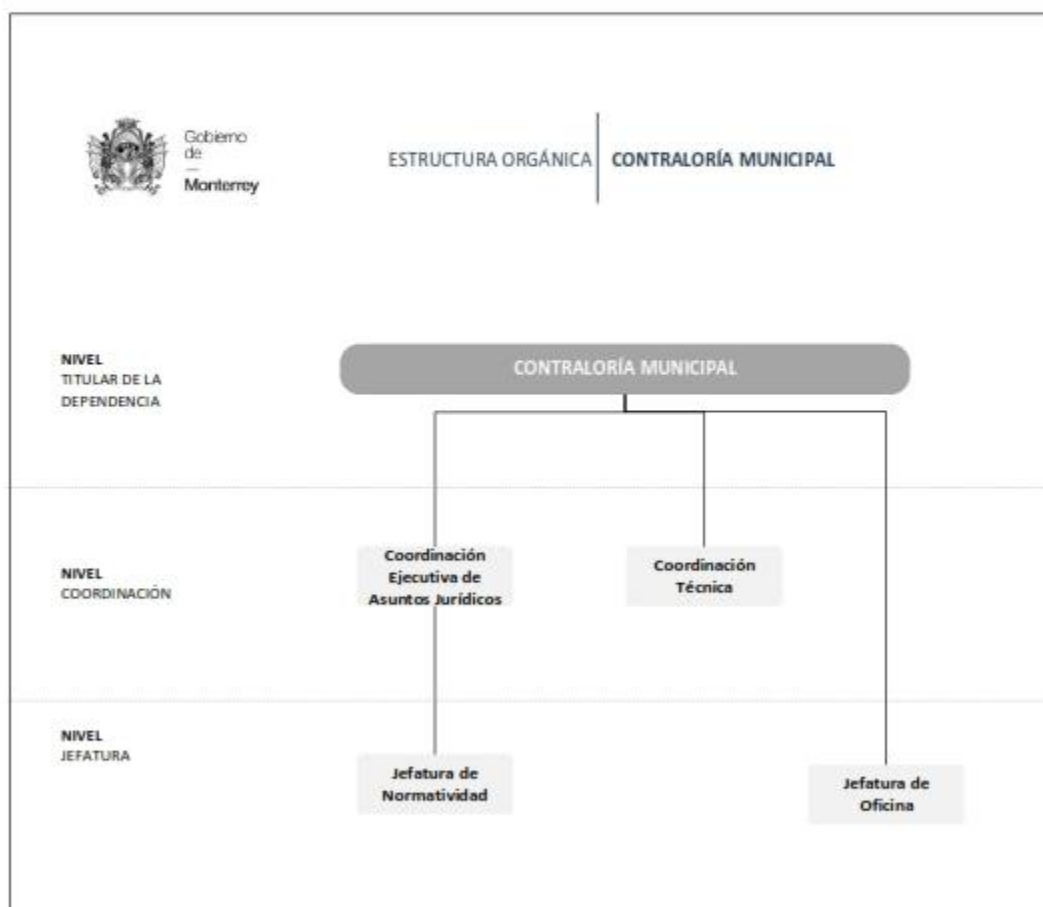 Gobierno
de
—
Monterrey
ESTRUCTURA ORGÁNICA
CONTRALORÍA MUNICIPAL
NIVEL
TITULAR DE LA
DEPENDENCIA
CONTRALORÍA MUNICIPAL
NIVEL
COORDINACIÓN
Coordinación
Ejecutiva de
Asuntos Jurídicos
Coordinación
Técnica
NIVEL
JEFATURA
Jefatura de
Normatividad
Jefatura de
Oficina